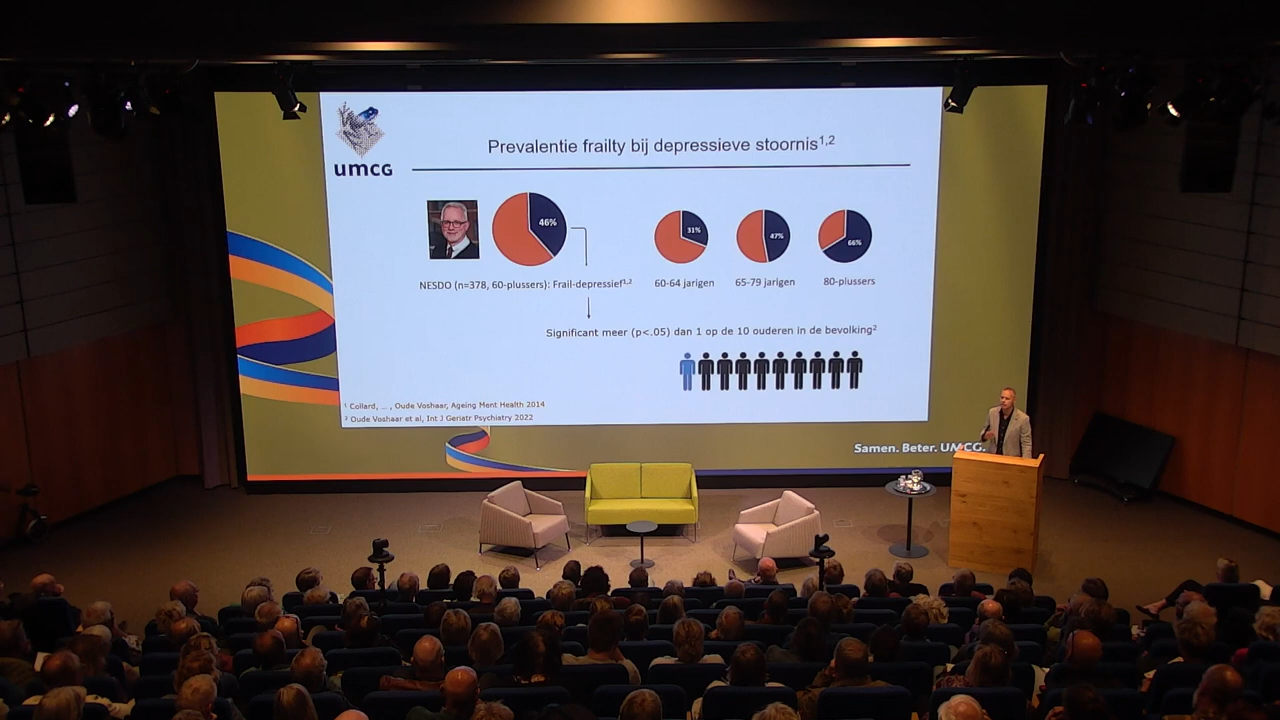 umcg
Prevalentie frailty bij depressieve stoornis1,2
46%
31%
47%
66%
NESDO (n=378, 60-plussers): Frail-depressief1,2
60-64 jarigen
65-79 jarigen
80-plussers
Significant meer (p<.05) dan 1 op de 10 ouderen in de bevolking2
1 Collard, ... , Oude Voshaar, Ageing Ment Health 2014
2 Oude Voshaar et al, Int J Geriatr Psychiatry 2022
Samen. Beter. UMCG.